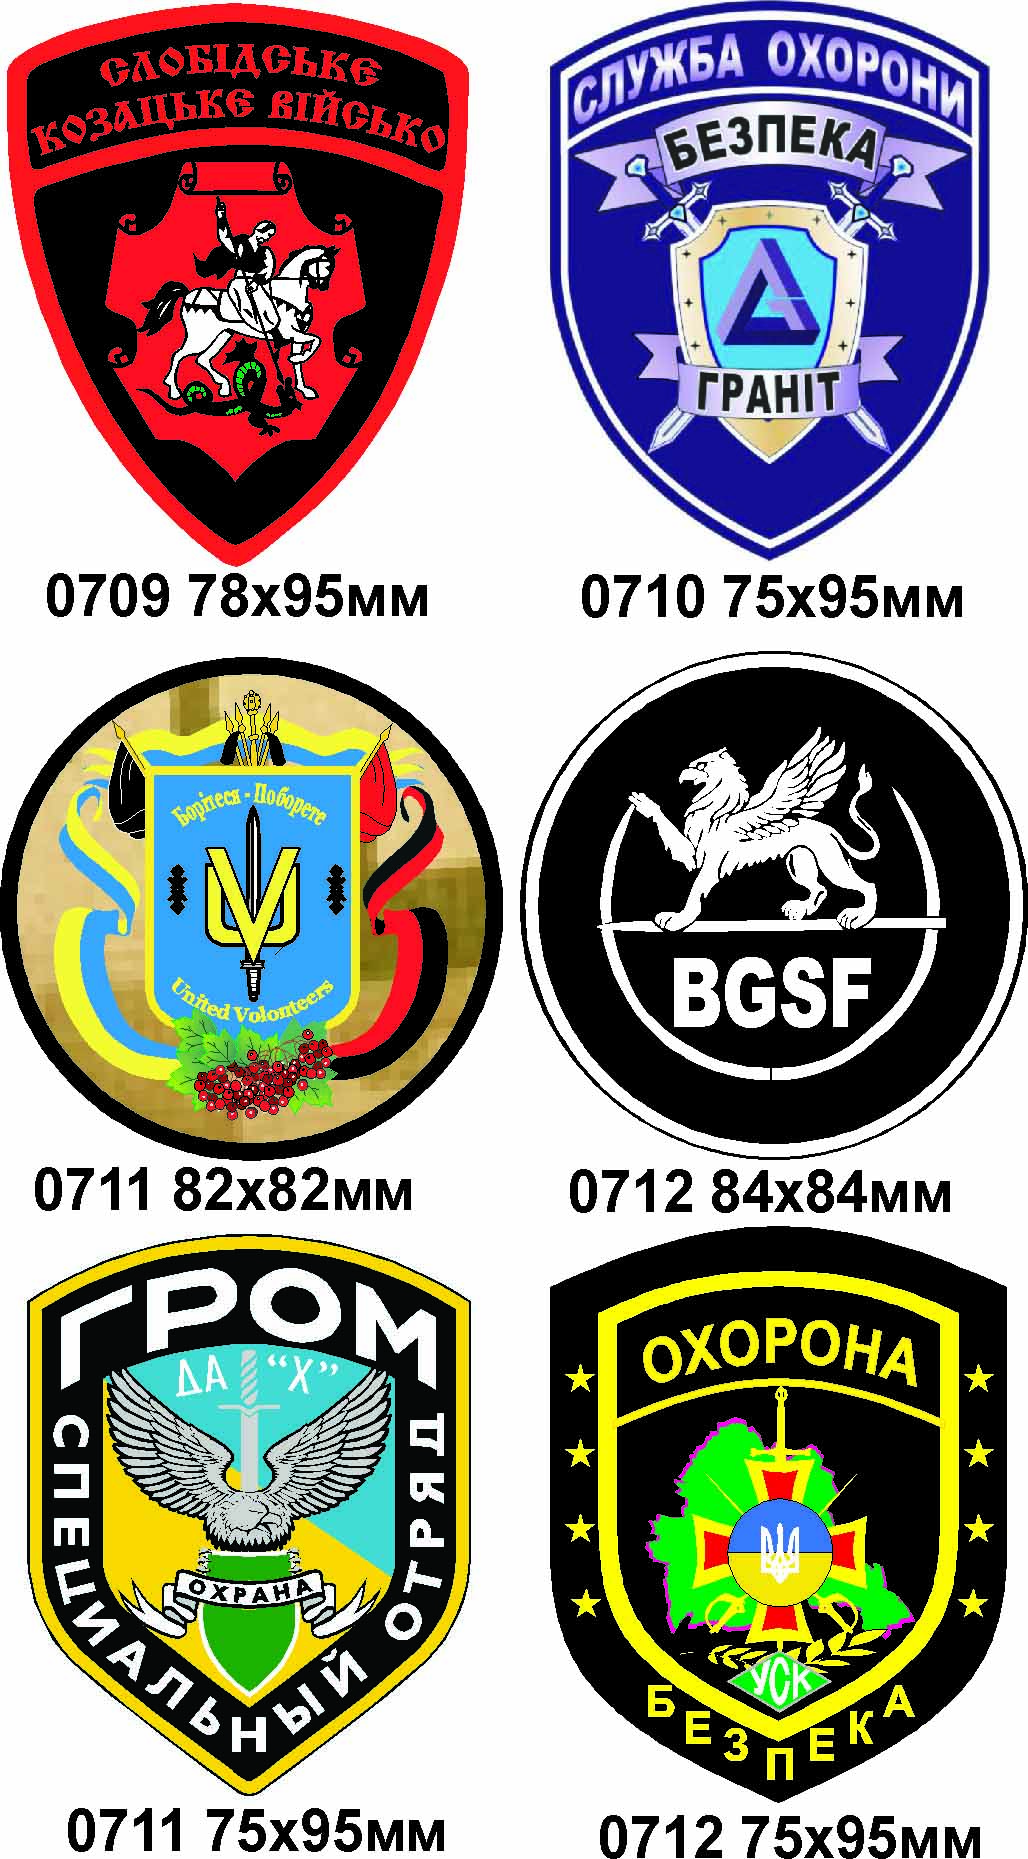 СЛОБІДСЬКЕ
КОЗАЦЬКЕ ВІЙСЬКО
0709 78х95мм
СЛУЖБА ОХОРОНИ
БЕЗПЕКА
ГРАНІТ
0710 75х95мм
Борітеся - Поборете
United Volonteers
0711 82х82мм
BGSF
0712 84х84мм
ГРОМ
ДА "Х"
ОХРАНА
СПЕЦИАЛЬНЫЙ ОТРЯД
0711 75х95мм
ОХОРОНА
УСК
БЕЗПЕКА
0712 75х95мм